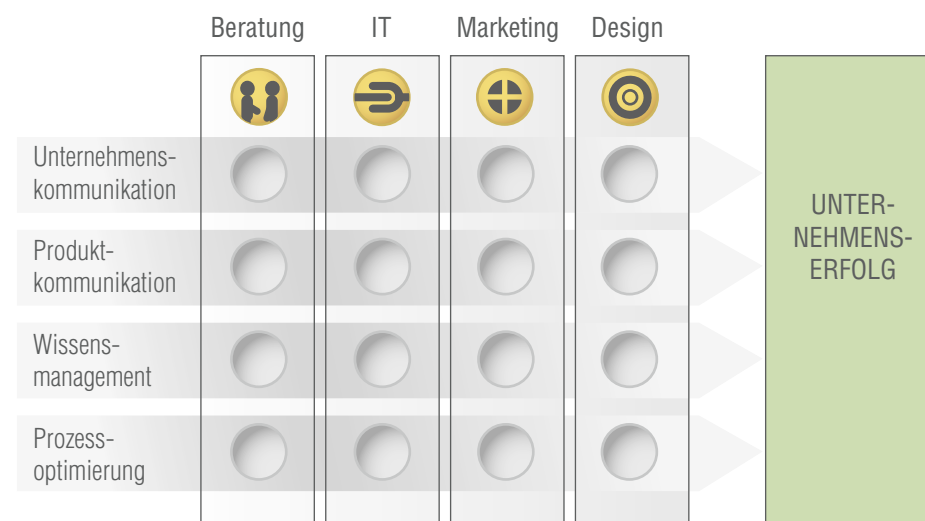 Beratung IT Marketing Design
Unternehmens-
kommunikation
Produkt-
kommunikation
Wissens-
management
Prozess-
optimierung
UNTER-
NEHMENS-
ERFOLG